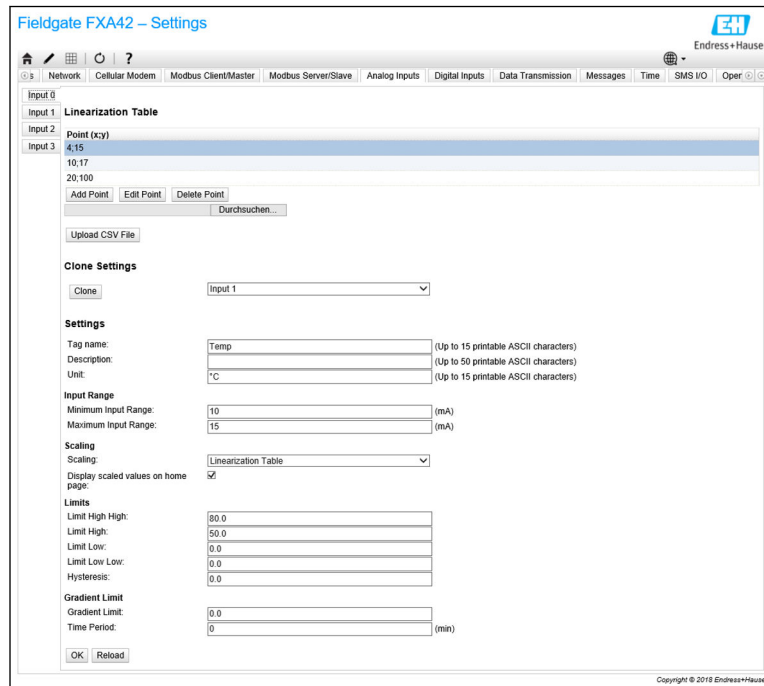 Fieldgate FXA42 – Settings
EH
Endress+Hause
?
s Network Cellular Modem Modbus Client/Master Modbus Server/Slave Analog Inputs Digital Inputs Data Transmission Messages Time SMS I/O Oper
Input 0
Input 1 Linearization Table
Input 2 Point (x;y)
Input 3 4;15
10;17
20;100
Add Point Edit Point Delete Point
Durchsuchen...
Upload CSV File
Clone Settings
Clone Input 1
Settings
Tag name: Temp (Up to 15 printable ASCII characters)
Description: (Up to 50 printable ASCII characters)
Unit: °C (Up to 15 printable ASCII characters)
Input Range
Minimum Input Range: 10 (mA)
Maximum Input Range: 15 (mA)
Scaling
Scaling: Linearization Table
Display scaled values on home
page:
Limits
Limit High High: 80.0
Limit High: 50.0
Limit Low: 0.0
Limit Low Low: 0.0
Hysteresis: 0.0
Gradient Limit
Gradient Limit: 0.0
Time Period: 0 (min)
OK Reload
Copyright © 2018 Endress+Hause